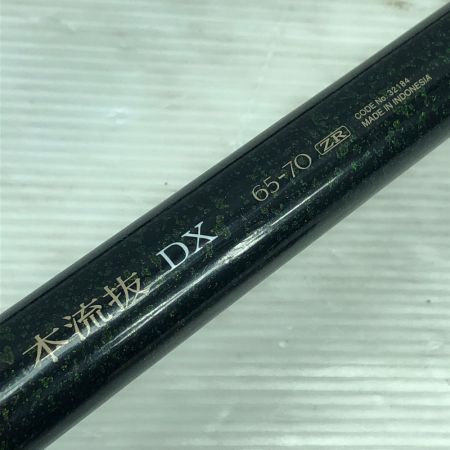 本流抜 DX 65-70 ZR
CODE No. 32184
MADE IN INDONESIA